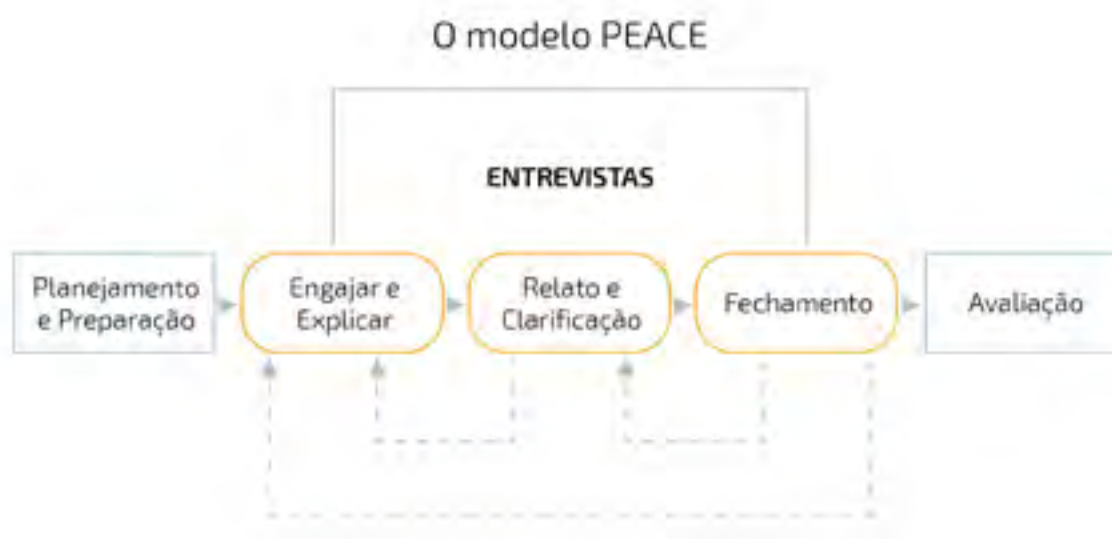 O modelo PEACE
ENTREVISTAS
Planejamento
e Preparação
Engajar e
Explicar
Relato e
Clarificação
Fechamento
Avaliação